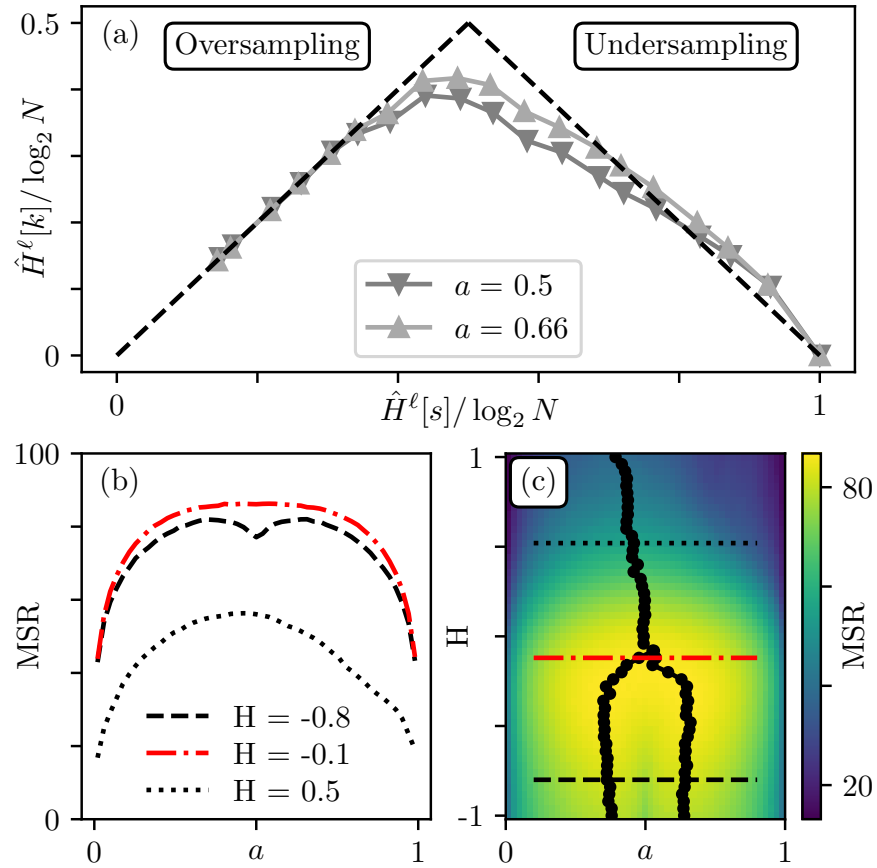 0.5
(a)
Oversampling
Undersampling
Ĥ^ℓ[k]/ log₂ N
a = 0.5
a = 0.66
0
0
Ĥ^ℓ[s]/ log₂ N
1
100
(b)
MSR
H = -0.8
H = -0.1
H = 0.5
0
0
a
1
1
(c)
H
-1
0
a
1
80
MSR
20